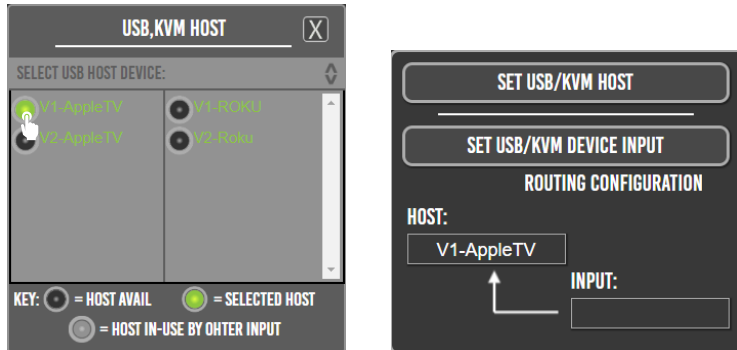 USB,KVM HOST
X
SELECT USB HOST DEVICE:
V1-AppleTV
V1-ROKU
V2-AppleTV
V2-Roku
KEY: = HOST AVAIL = SELECTED HOST
= HOST IN-USE BY OHTER INPUT
SET USB/KVM HOST
SET USB/KVM DEVICE INPUT
ROUTING CONFIGURATION
HOST:
V1-AppleTV
INPUT: